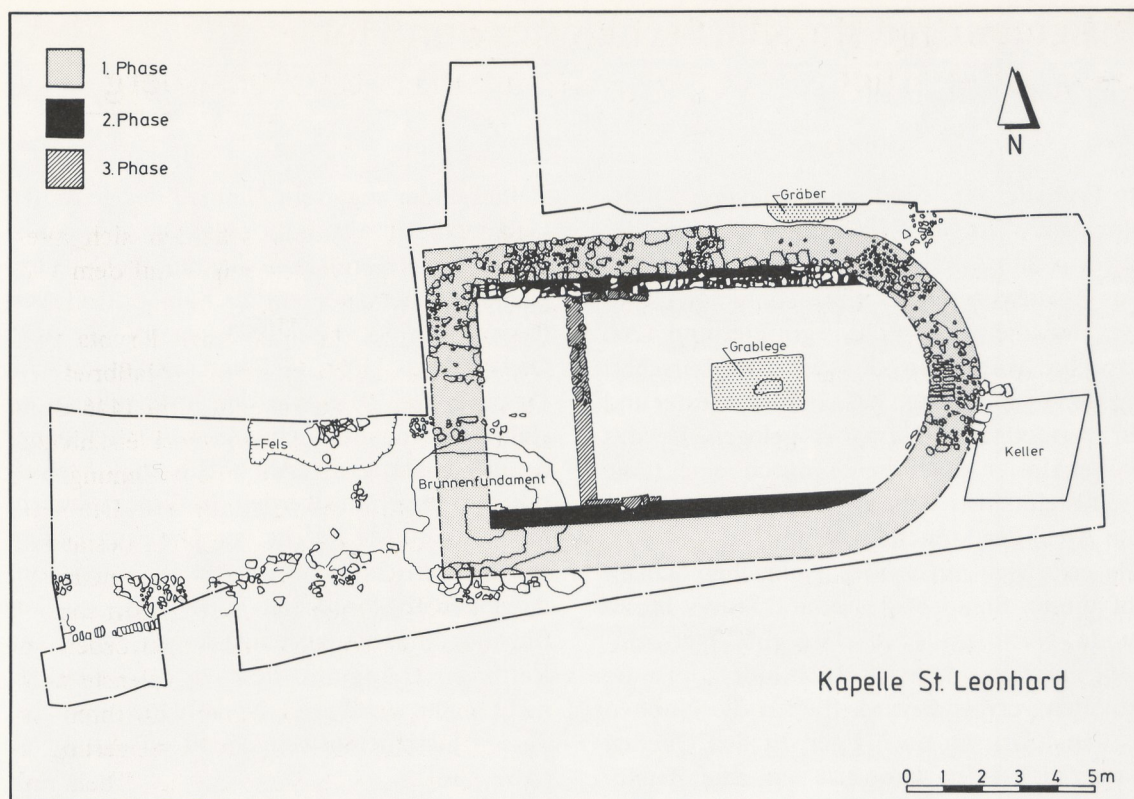 1. Phase
2. Phase
3. Phase
N
Gräber
Grablege
Fels
Keller
Brunnenfundament
Kapelle St. Leonhard
0 1 2 3 4 5m